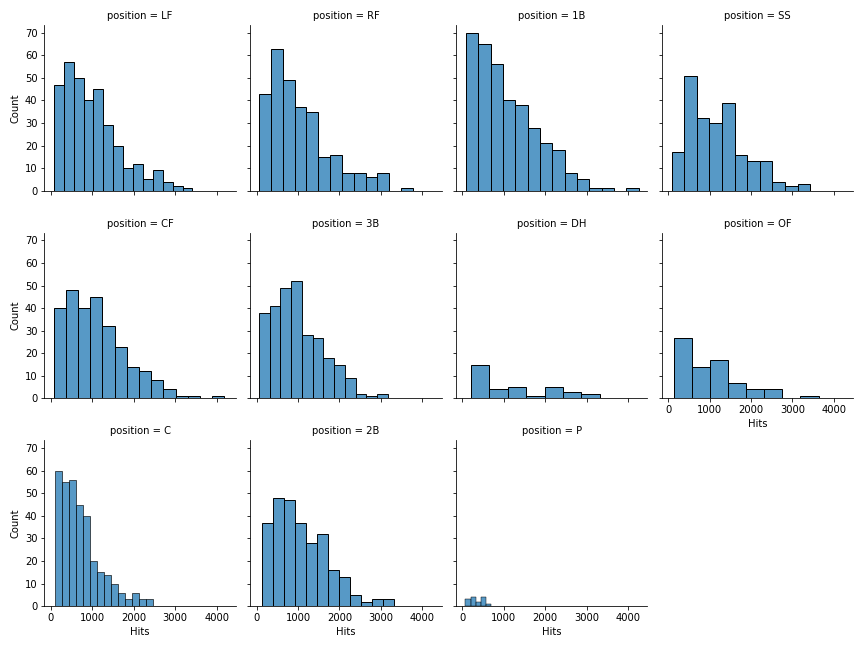 position = LF
position = RF
position = 1B
position = SS
70
60
50
40
30
20
10
0
Count
position = CF
position = 3B
position = DH
position = OF
70
60
50
40
30
20
10
0
Count
0 1000 2000 3000 4000
Hits
position = C
position = 2B
position = P
70
60
50
40
30
20
10
0
Count
0 1000 2000 3000 4000
0 1000 2000 3000 4000
0 1000 2000 3000 4000
Hits
Hits
Hits